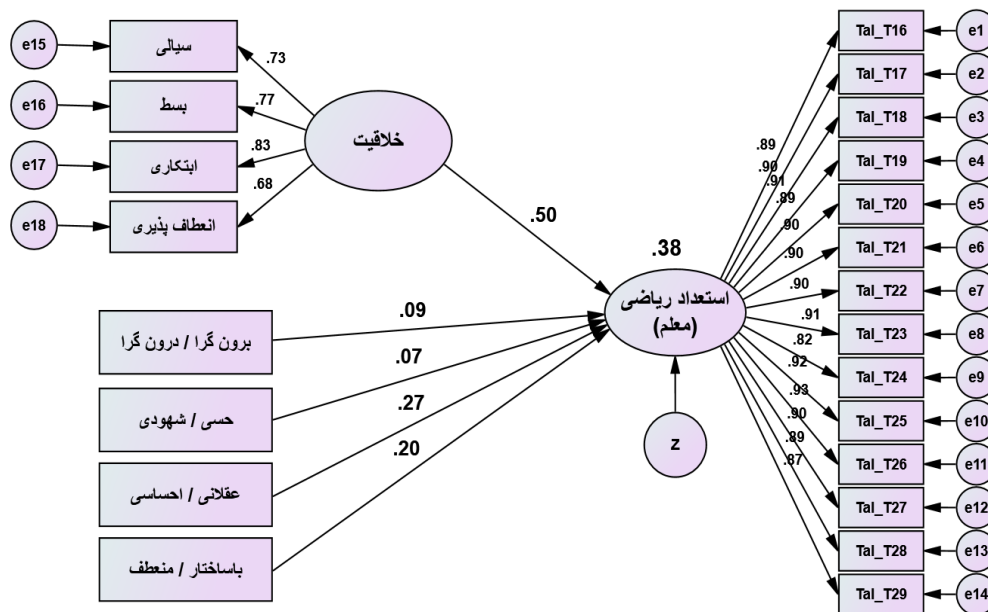 e15
سیالی
.73
e16
بسط
.77
e17
ابتکاری
.83
e18
انعطاف پذیری
.68
خلاقیت
.50
برون گرا / درون گرا
.09
حسی / شهودی
.07
عقلانی / احساسی
.27
باساختار / منعطف
.20
.38
استعداد ریاضی
(معلم)
z
.89
.90
.91
.89
.90
.90
.90
.91
.82
.92
.93
.90
.89
.87
Tal_T16
e1
Tal_T17
e2
Tal_T18
e3
Tal_T19
e4
Tal_T20
e5
Tal_T21
e6
Tal_T22
e7
Tal_T23
e8
Tal_T24
e9
Tal_T25
e10
Tal_T26
e11
Tal_T27
e12
Tal_T28
e13
Tal_T29
e14